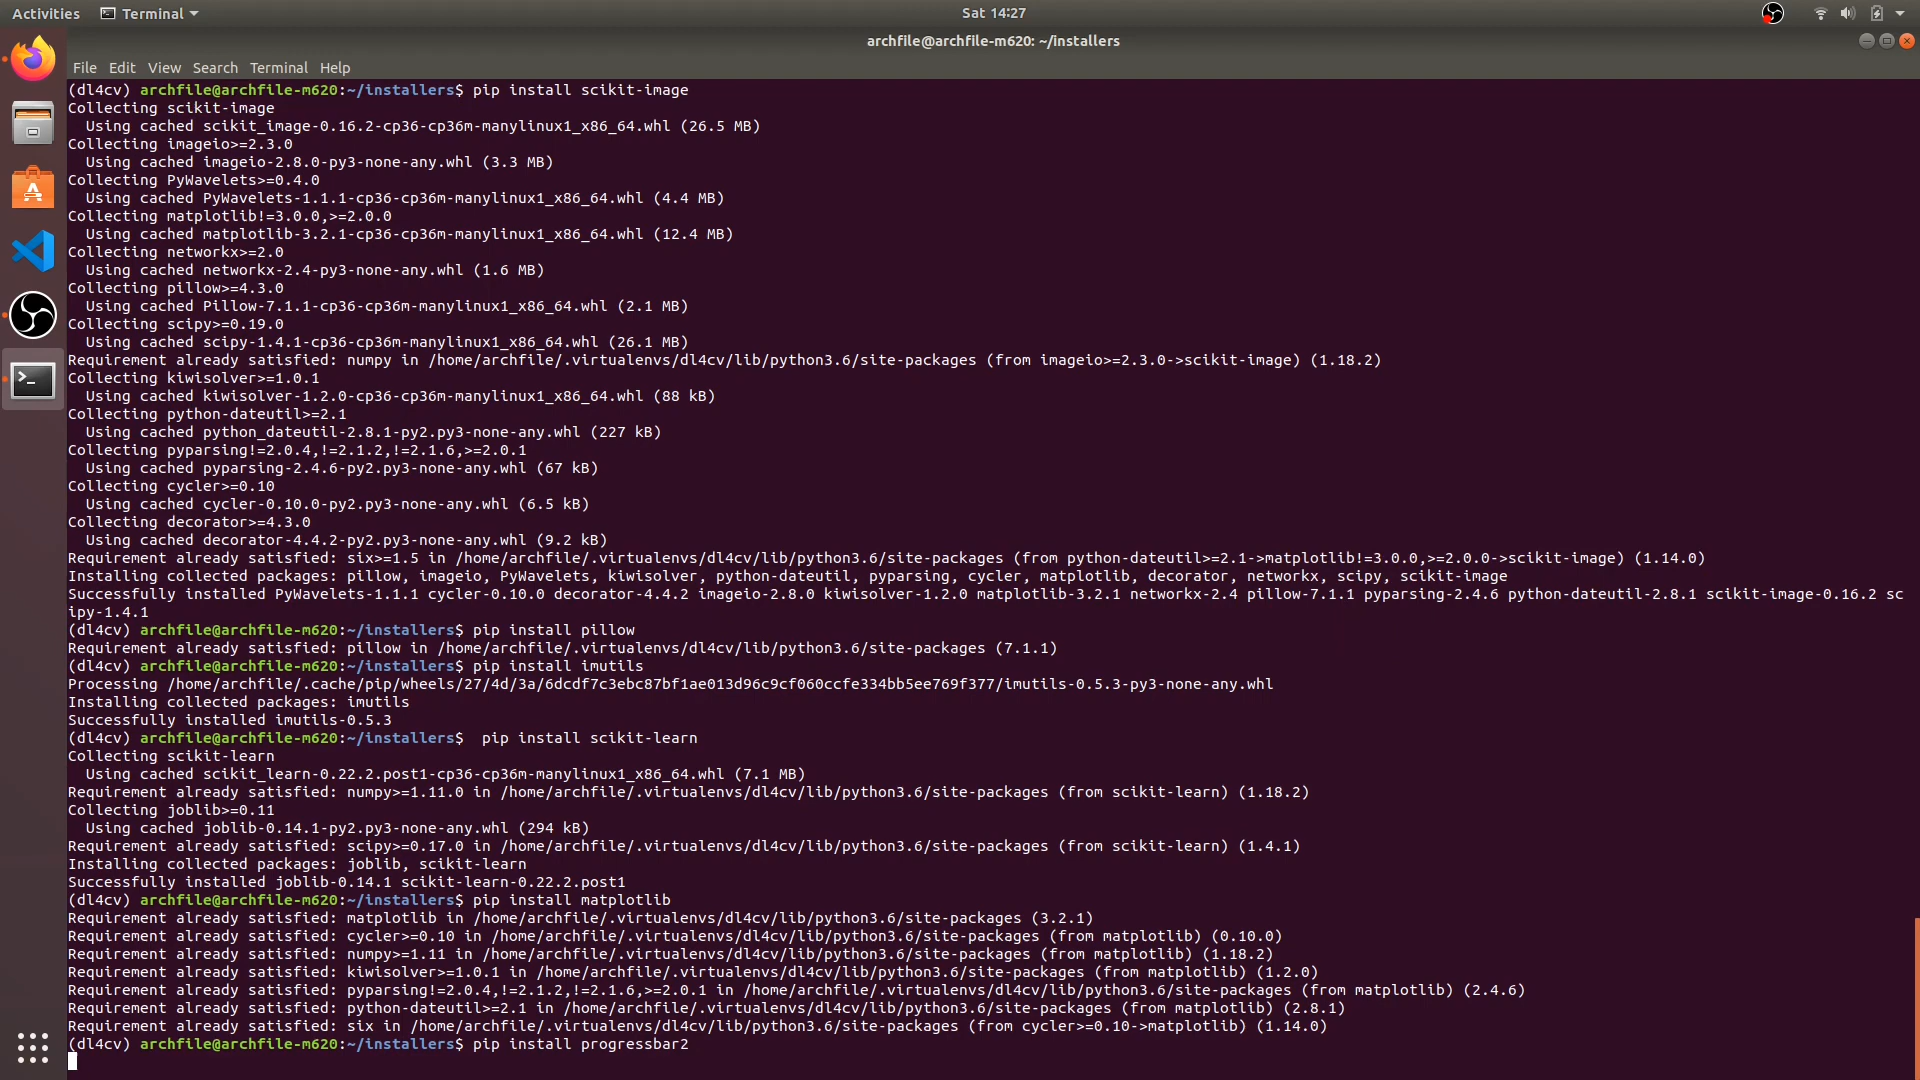 Activities Terminal Sat 14:27
archfile@archfile-m620: ~/installers
File Edit View Search Terminal Help
(dl4cv) archfile@archfile-m620:~/installers$ pip install scikit-image
Collecting scikit-image
  Using cached scikit_image-0.16.2-cp36-cp36m-manylinux1_x86_64.whl (26.5 MB)
Collecting imageio>=2.3.0
  Using cached imageio-2.8.0-py3-none-any.whl (3.3 MB)
Collecting PyWavelets>=0.4.0
  Using cached PyWavelets-1.1.1-cp36-cp36m-manylinux1_x86_64.whl (4.4 MB)
Collecting matplotlib!=3.0.0,>=2.0.0
  Using cached matplotlib-3.2.1-cp36-cp36m-manylinux1_x86_64.whl (12.4 MB)
Collecting networkx>=2.0
  Using cached networkx-2.4-py3-none-any.whl (1.6 MB)
Collecting pillow>=4.3.0
  Using cached Pillow-7.1.1-cp36-cp36m-manylinux1_x86_64.whl (2.1 MB)
Collecting scipy>=0.19.0
  Using cached scipy-1.4.1-cp36-cp36m-manylinux1_x86_64.whl (26.1 MB)
Requirement already satisfied: numpy in /home/archfile/.virtualenvs/dl4cv/lib/python3.6/site-packages (from imageio>=2.3.0->scikit-image) (1.18.2)
Collecting kiwisolver>=1.0.1
  Using cached kiwisolver-1.2.0-cp36-cp36m-manylinux1_x86_64.whl (88 kB)
Collecting python-dateutil>=2.1
  Using cached python_dateutil-2.8.1-py2.py3-none-any.whl (227 kB)
Collecting pyparsing!=2.0.4,!=2.1.2,!=2.1.6,>=2.0.1
  Using cached pyparsing-2.4.6-py2.py3-none-any.whl (67 kB)
Collecting cycler>=0.10
  Using cached cycler-0.10.0-py2.py3-none-any.whl (6.5 kB)
Collecting decorator>=4.3.0
  Using cached decorator-4.4.2-py2.py3-none-any.whl (9.2 kB)
Requirement already satisfied: six>=1.5 in /home/archfile/.virtualenvs/dl4cv/lib/python3.6/site-packages (from python-dateutil>=2.1->matplotlib!=3.0.0,>=2.0.0->scikit-image) (1.14.0)
Installing collected packages: pillow, imageio, PyWavelets, kiwisolver, python-dateutil, pyparsing, cycler, matplotlib, decorator, networkx, scipy, scikit-image
Successfully installed PyWavelets-1.1.1 cycler-0.10.0 decorator-4.4.2 imageio-2.8.0 kiwisolver-1.2.0 matplotlib-3.2.1 networkx-2.4 pillow-7.1.1 pyparsing-2.4.6 python-dateutil-2.8.1 scikit-image-0.16.2 sc
ipy-1.4.1
(dl4cv) archfile@archfile-m620:~/installers$ pip install pillow
Requirement already satisfied: pillow in /home/archfile/.virtualenvs/dl4cv/lib/python3.6/site-packages (7.1.1)
(dl4cv) archfile@archfile-m620:~/installers$ pip install imutils
Processing /home/archfile/.cache/pip/wheels/27/4d/3a/6dcdf7c3ebc87bf1ae013d96c9cf060ccfe334bb5ee769f377/imutils-0.5.3-py3-none-any.whl
Installing collected packages: imutils
Successfully installed imutils-0.5.3
(dl4cv) archfile@archfile-m620:~/installers$  pip install scikit-learn
Collecting scikit-learn
  Using cached scikit_learn-0.22.2.post1-cp36-cp36m-manylinux1_x86_64.whl (7.1 MB)
Requirement already satisfied: numpy>=1.11.0 in /home/archfile/.virtualenvs/dl4cv/lib/python3.6/site-packages (from scikit-learn) (1.18.2)
Collecting joblib>=0.11
  Using cached joblib-0.14.1-py2.py3-none-any.whl (294 kB)
Requirement already satisfied: scipy>=0.17.0 in /home/archfile/.virtualenvs/dl4cv/lib/python3.6/site-packages (from scikit-learn) (1.4.1)
Installing collected packages: joblib, scikit-learn
Successfully installed joblib-0.14.1 scikit-learn-0.22.2.post1
(dl4cv) archfile@archfile-m620:~/installers$ pip install matplotlib
Requirement already satisfied: matplotlib in /home/archfile/.virtualenvs/dl4cv/lib/python3.6/site-packages (3.2.1)
Requirement already satisfied: cycler>=0.10 in /home/archfile/.virtualenvs/dl4cv/lib/python3.6/site-packages (from matplotlib) (0.10.0)
Requirement already satisfied: numpy>=1.11 in /home/archfile/.virtualenvs/dl4cv/lib/python3.6/site-packages (from matplotlib) (1.18.2)
Requirement already satisfied: kiwisolver>=1.0.1 in /home/archfile/.virtualenvs/dl4cv/lib/python3.6/site-packages (from matplotlib) (1.2.0)
Requirement already satisfied: pyparsing!=2.0.4,!=2.1.2,!=2.1.6,>=2.0.1 in /home/archfile/.virtualenvs/dl4cv/lib/python3.6/site-packages (from matplotlib) (2.4.6)
Requirement already satisfied: python-dateutil>=2.1 in /home/archfile/.virtualenvs/dl4cv/lib/python3.6/site-packages (from matplotlib) (2.8.1)
Requirement already satisfied: six in /home/archfile/.virtualenvs/dl4cv/lib/python3.6/site-packages (from cycler>=0.10->matplotlib) (1.14.0)
(dl4cv) archfile@archfile-m620:~/installers$ pip install progressbar2